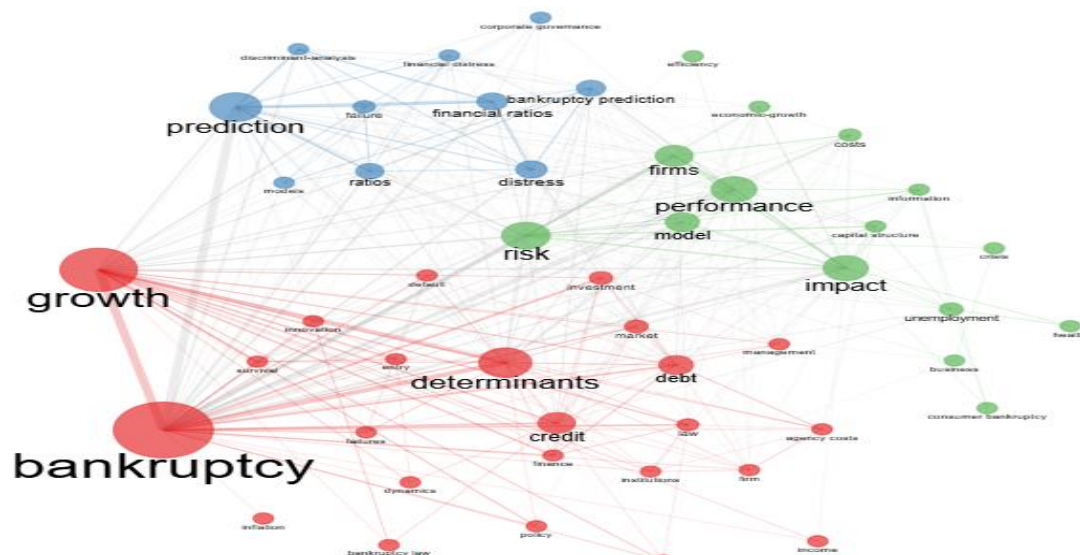 corporate governance
discriminant-analysis
financial distress
efficiency
bankruptcy prediction
prediction
failure
financial ratios
economic-growth
costs
models
ratios
distress
firms
performance
information
model
capital structure
risk
crisis
impact
growth
default
investment
innovation
market
unemployment
health
survival
entry
determinants
debt
management
business
consumer bankruptcy
bankruptcy
failures
credit
law
agency costs
finance
dynamics
institutions
firm
inflation
policy
bankruptcy law
income